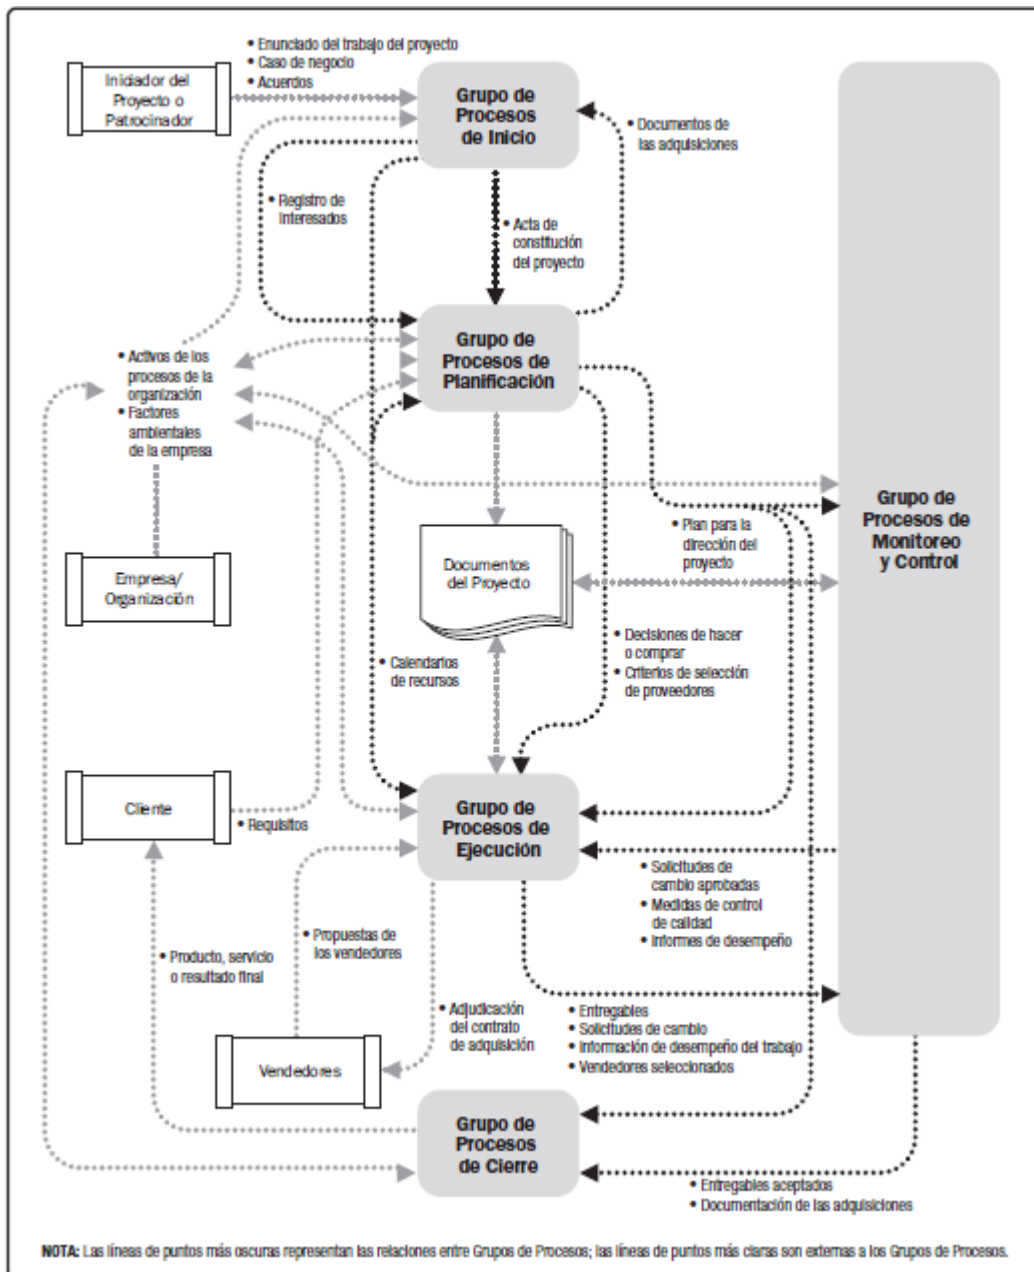 • Enunciado del trabajo del proyecto
• Caso de negocio
• Acuerdos
Iniciador del
Proyecto o
Patrocinador
Grupo de
Procesos
de Inicio
• Documentos de
las adquisiciones
• Registro de
interesados
• Acta de
constitución
del proyecto
Grupo de
Procesos de
Planificación
• Activos de los
procesos de la
organización
• Factores
ambientales
de la empresa
Grupo de
Procesos de
Monitoreo
y Control
• Plan para la
dirección del
proyecto
Documentos
del Proyecto
Empresa/
Organización
• Decisiones de hacer
o comprar
• Criterios de selección
de proveedores
• Calendarios
de recursos
Cliente
• Requisitos
Grupo de
Procesos de
Ejecución
• Solicitudes de
cambio aprobadas
• Medidas de control
de calidad
• Informes de desempeño
• Propuestas de
los vendedores
• Producto, servicio
o resultado final
• Adjudicación
del contrato
de adquisición
• Entregables
• Solicitudes de cambio
• Información de desempeño del trabajo
• Vendedores seleccionados
Vendedores
Grupo de
Procesos
de Cierre
• Entregables aceptados
• Documentación de las adquisiciones
NOTA: Las líneas de puntos más oscuras representan las relaciones entre Grupos de Procesos; las líneas de puntos más claras son externas a los Grupos de Procesos.